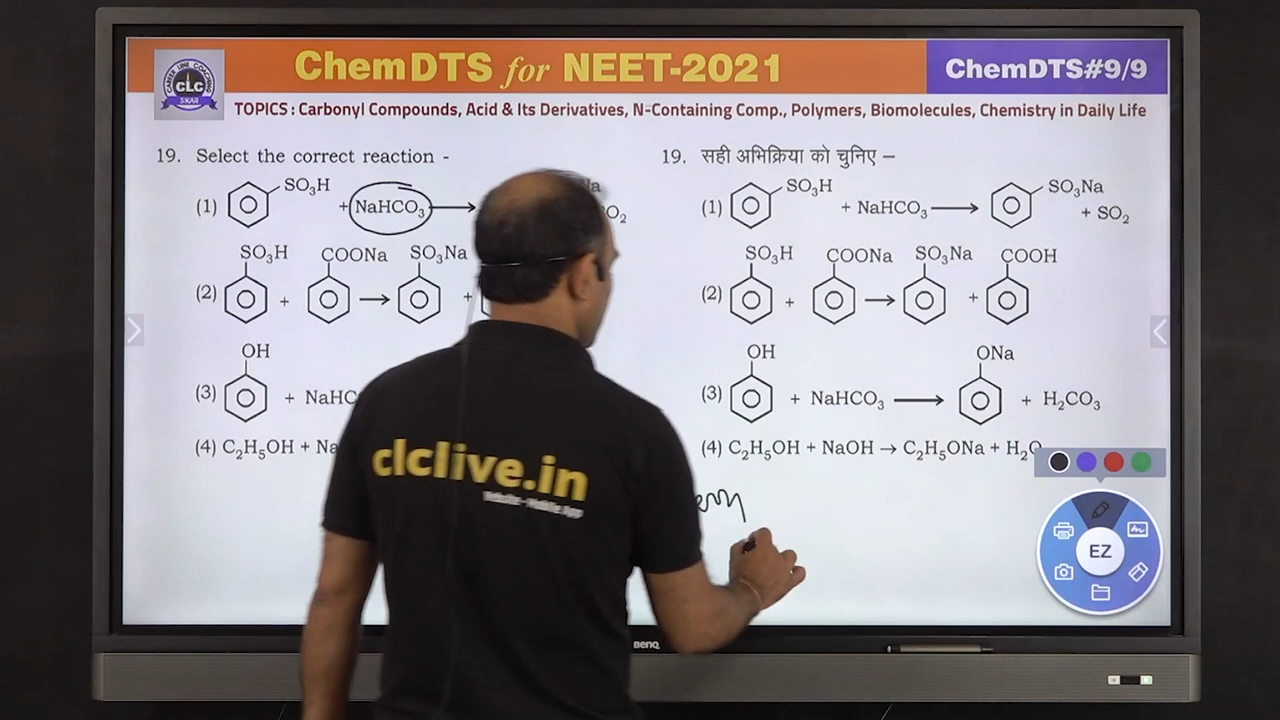 ChemDTS for NEET-2021
ChemDTS#9/9
CAREER LINE COACHING
CLC
SIKAR
TOPICS : Carbonyl Compounds, Acid & Its Derivatives, N-Containing Comp., Polymers, Biomolecules, Chemistry in Daily Life
19. Select the correct reaction -
(1) SO₃H + NaHCO₃ ⟶
(2) SO₃H + COONa ⟶ SO₃Na +
(3) OH + NaHC
(4) C₂H₅OH + Na
19. सही अभिक्रिया को चुनिए –
(1) SO₃H + NaHCO₃ ⟶ SO₃Na + SO₂
(2) SO₃H + COONa ⟶ SO₃Na + COOH
(3) OH + NaHCO₃ ⟶ ONa + H₂CO₃
(4) C₂H₅OH + NaOH → C₂H₅ONa + H₂O
EZ
clclive.in
BenQ